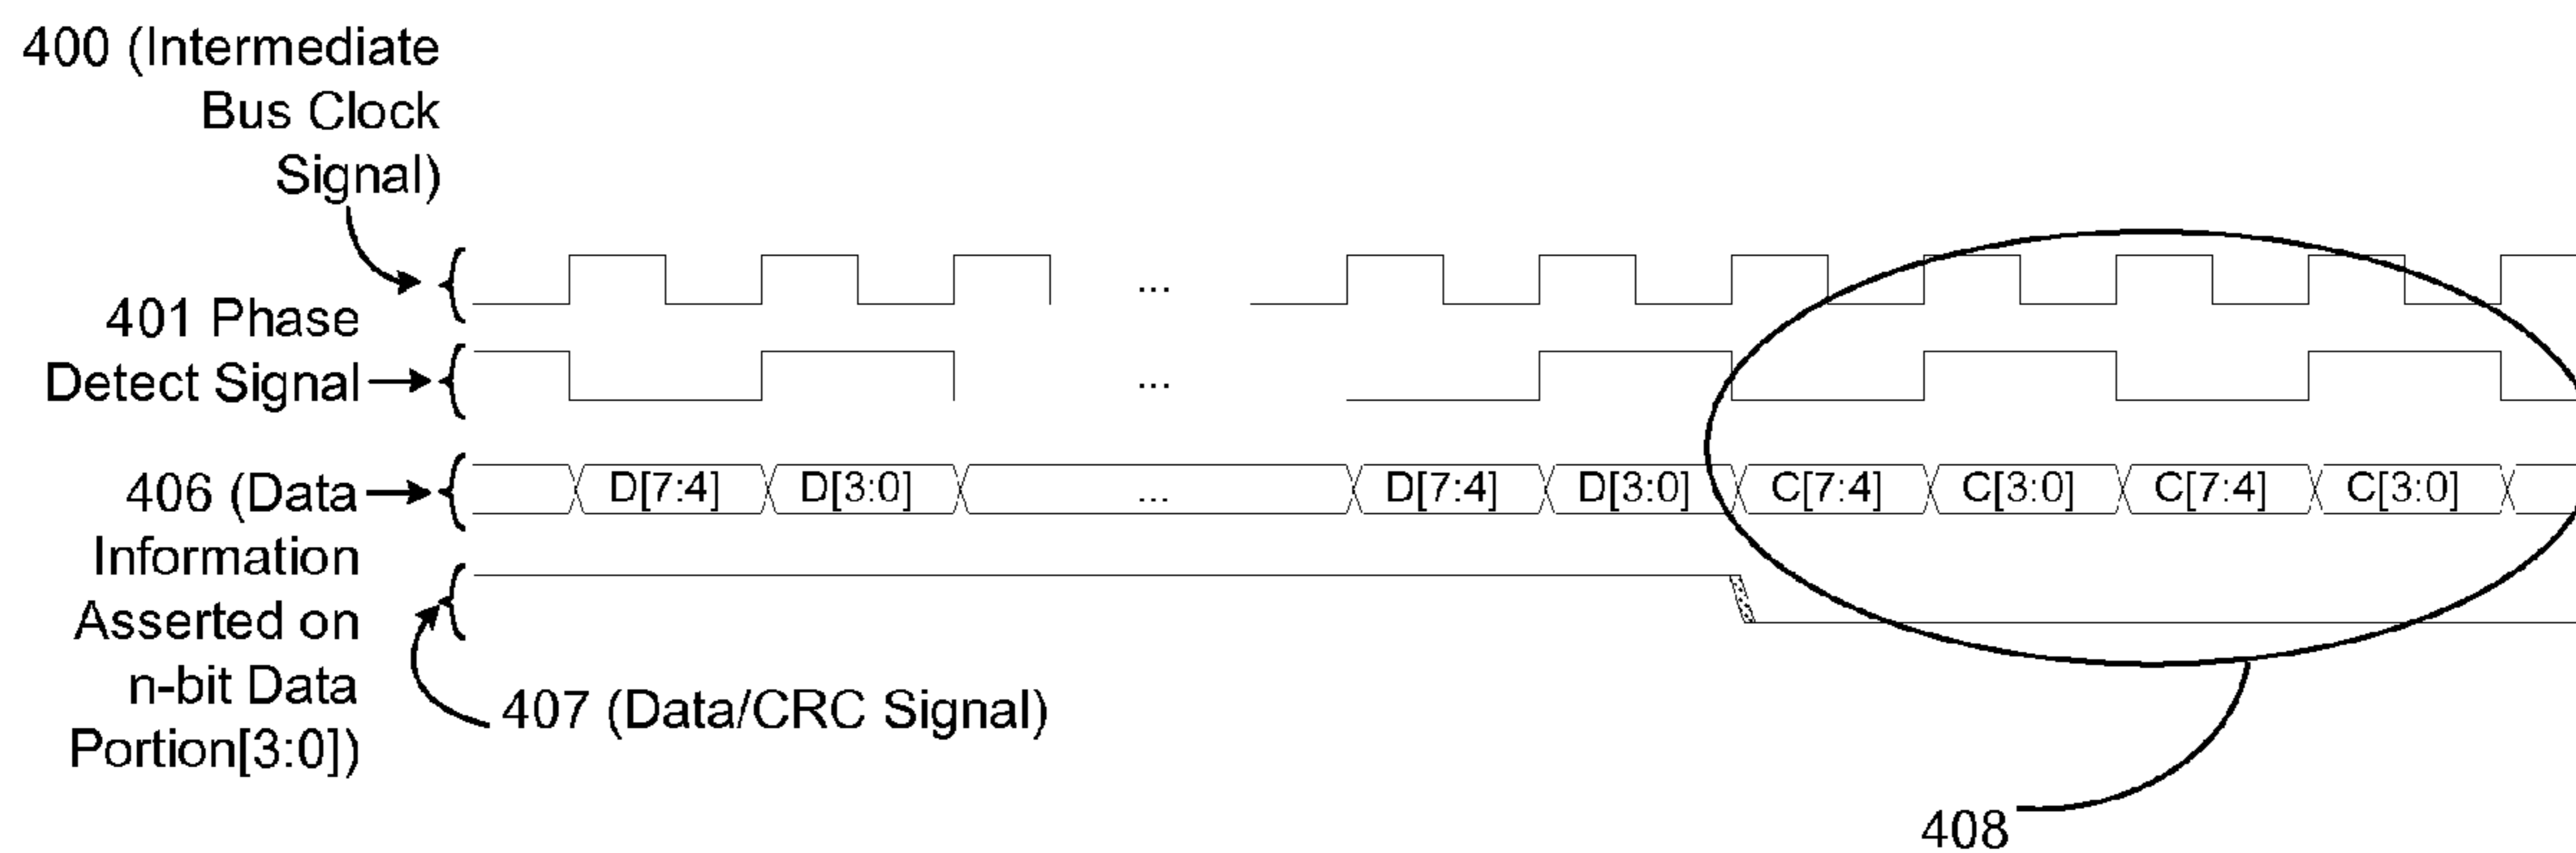 400 (Intermediate
Bus Clock
Signal)
401 Phase
Detect Signal
406 (Data
Information
Asserted on
n-bit Data
Portion[3:0])
...
...
D[7:4] D[3:0] ... D[7:4] D[3:0] C[7:4] C[3:0] C[7:4] C[3:0]
407 (Data/CRC Signal)
408